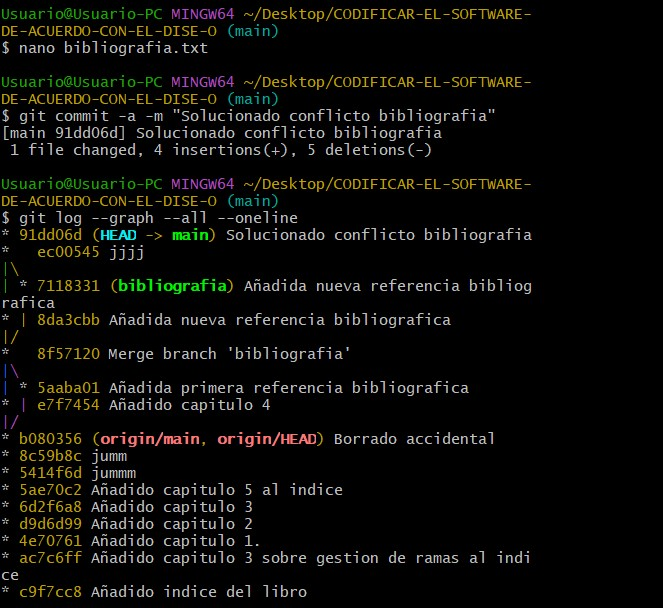 Usuario@Usuario-PC MINGW64 ~/Desktop/CODIFICAR-EL-SOFTWARE-
DE-ACUERDO-CON-EL-DISE-O (main)
$ nano bibliografia.txt

Usuario@Usuario-PC MINGW64 ~/Desktop/CODIFICAR-EL-SOFTWARE-
DE-ACUERDO-CON-EL-DISE-O (main)
$ git commit -a -m "Solucionado conflicto bibliografia"
[main 91dd06d] Solucionado conflicto bibliografia
 1 file changed, 4 insertions(+), 5 deletions(-)

Usuario@Usuario-PC MINGW64 ~/Desktop/CODIFICAR-EL-SOFTWARE-
DE-ACUERDO-CON-EL-DISE-O (main)
$ git log --graph --all --oneline
* 91dd06d (HEAD -> main) Solucionado conflicto bibliografia
*   ec00545 jjjj
|\
| * 7118331 (bibliografia) Añadida nueva referencia bibliog
rafica
* | 8da3cbb Añadida nueva referencia bibliografica
|/
*   8f57120 Merge branch 'bibliografia'
|\
| * 5aaba01 Añadida primera referencia bibliografica
* | e7f7454 Añadido capitulo 4
|/
* b080356 (origin/main, origin/HEAD) Borrado accidental
* 8c59b8c jumm
* 5414f6d jummm
* 5ae70c2 Añadido capitulo 5 al indice
* 6d2f6a8 Añadido capitulo 3
* d9d6d99 Añadido capitulo 2
* 4e70761 Añadido capitulo 1.
* ac7c6ff Añadido capitulo 3 sobre gestion de ramas al indi
ce
* c9f7cc8 Añadido indice del libro